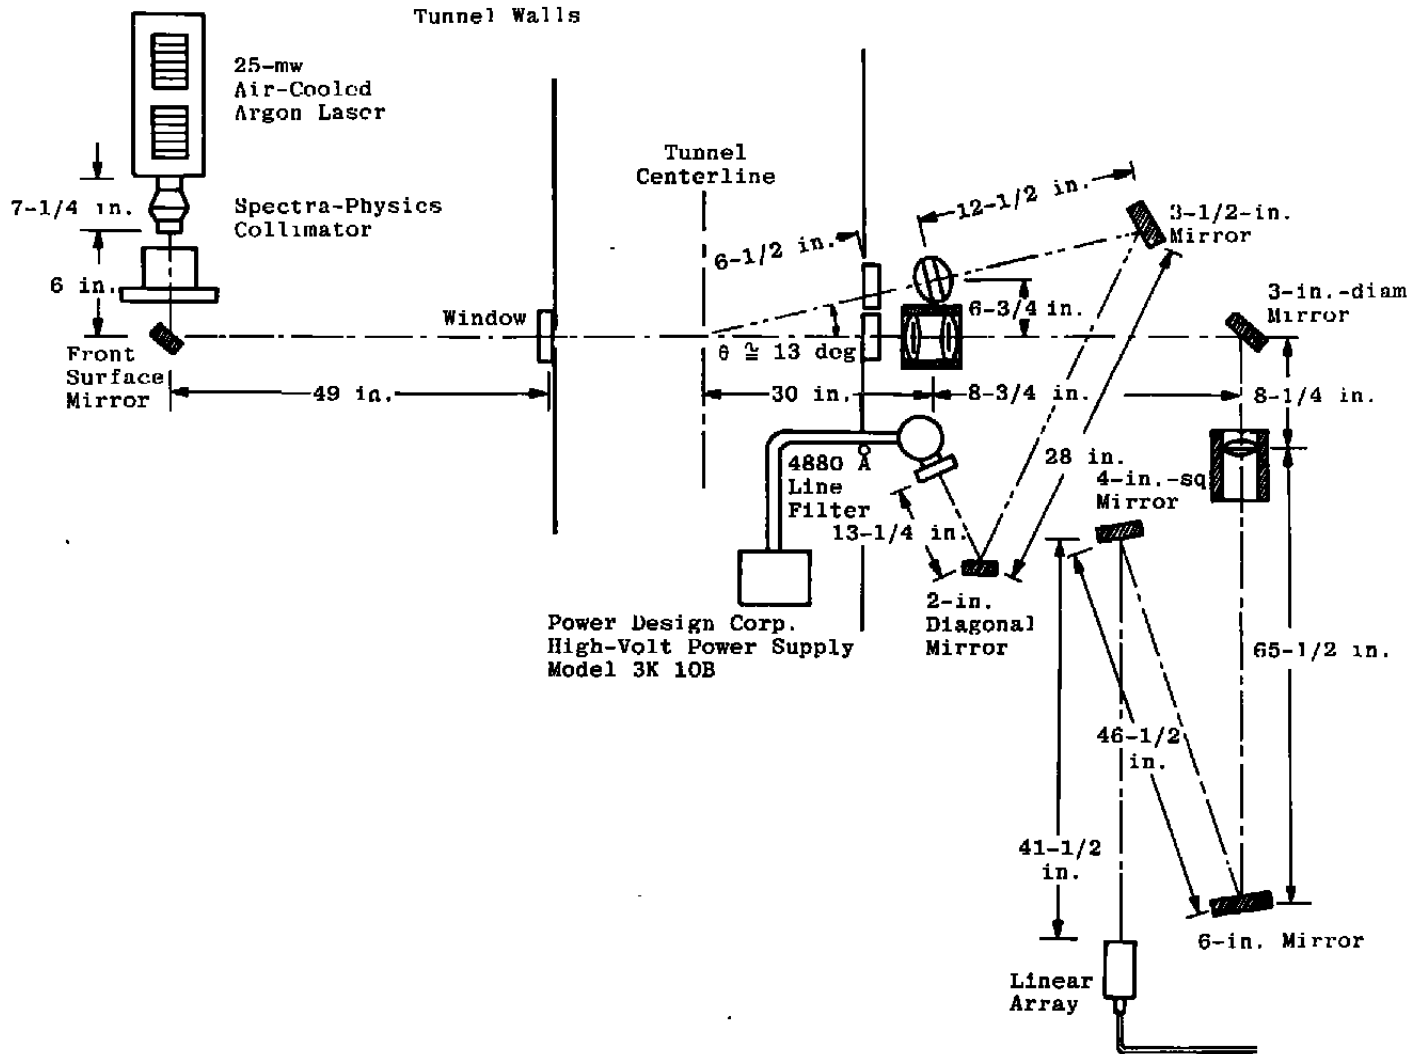 Tunnel Walls
25-mw
Air-Cooled
Argon Laser
7-1/4 in.
Spectra-Physics
Collimator
6 in.
Front
Surface
Mirror
49 in.
Window
Tunnel
Centerline
6-1/2 in.
12-1/2 in.
3-1/2-in.
Mirror
6-3/4 in.
3-in.-diam
Mirror
θ ≅ 13 deg
30 in.
8-3/4 in.
8-1/4 in.
4880 Å
Line
Filter
13-1/4 in.
28 in.
4-in.-sq
Mirror
2-in.
Diagonal
Mirror
Power Design Corp.
High-Volt Power Supply
Model 3K 10B
65-1/2 in.
46-1/2
in.
41-1/2
in.
6-in. Mirror
Linear
Array